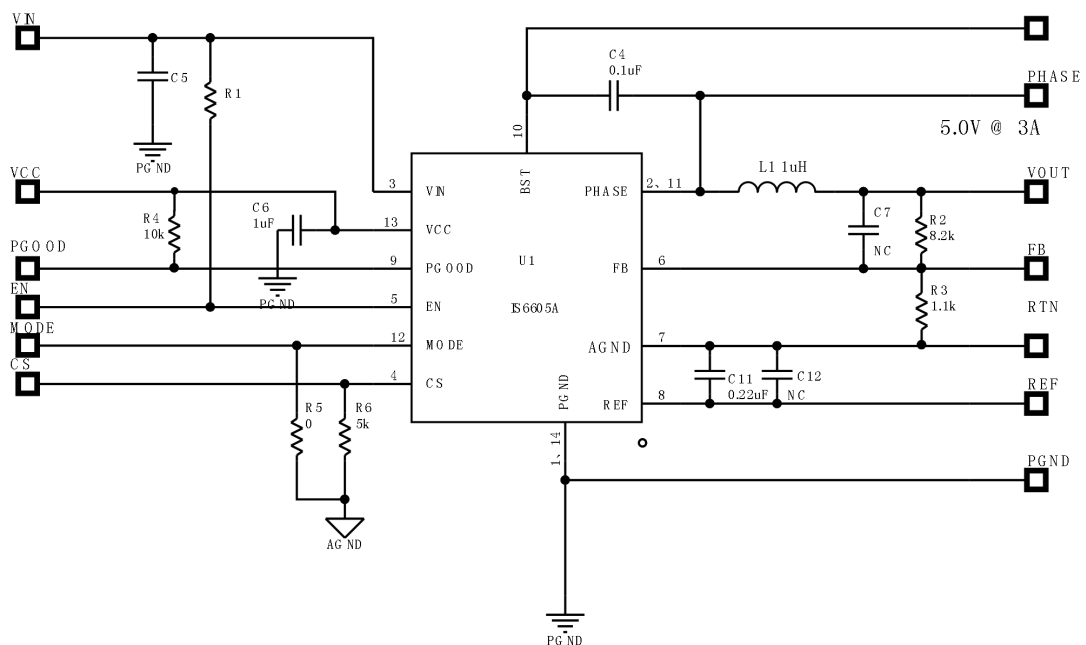 VIN
C5
R1
PGND
C4
0.1uF
PHASE
5.0V @ 3A
10
BST
L1 1uH
VCC
R4
10k
C6
1uF
PGND
3
VIN
13
VCC
9
PGOOD
5
EN
12
MODE
4
CS
U1
IS6605A
PHASE
2、11
FB
6
AGND
7
REF
8
PGND
1、14
VOUT
C7
NC
R2
8.2k
FB
R3
1.1k
RTN
C11
0.22uF
C12
NC
REF
PGND
PGOOD
EN
MODE
CS
R5
0
R6
5k
AGND
PGND